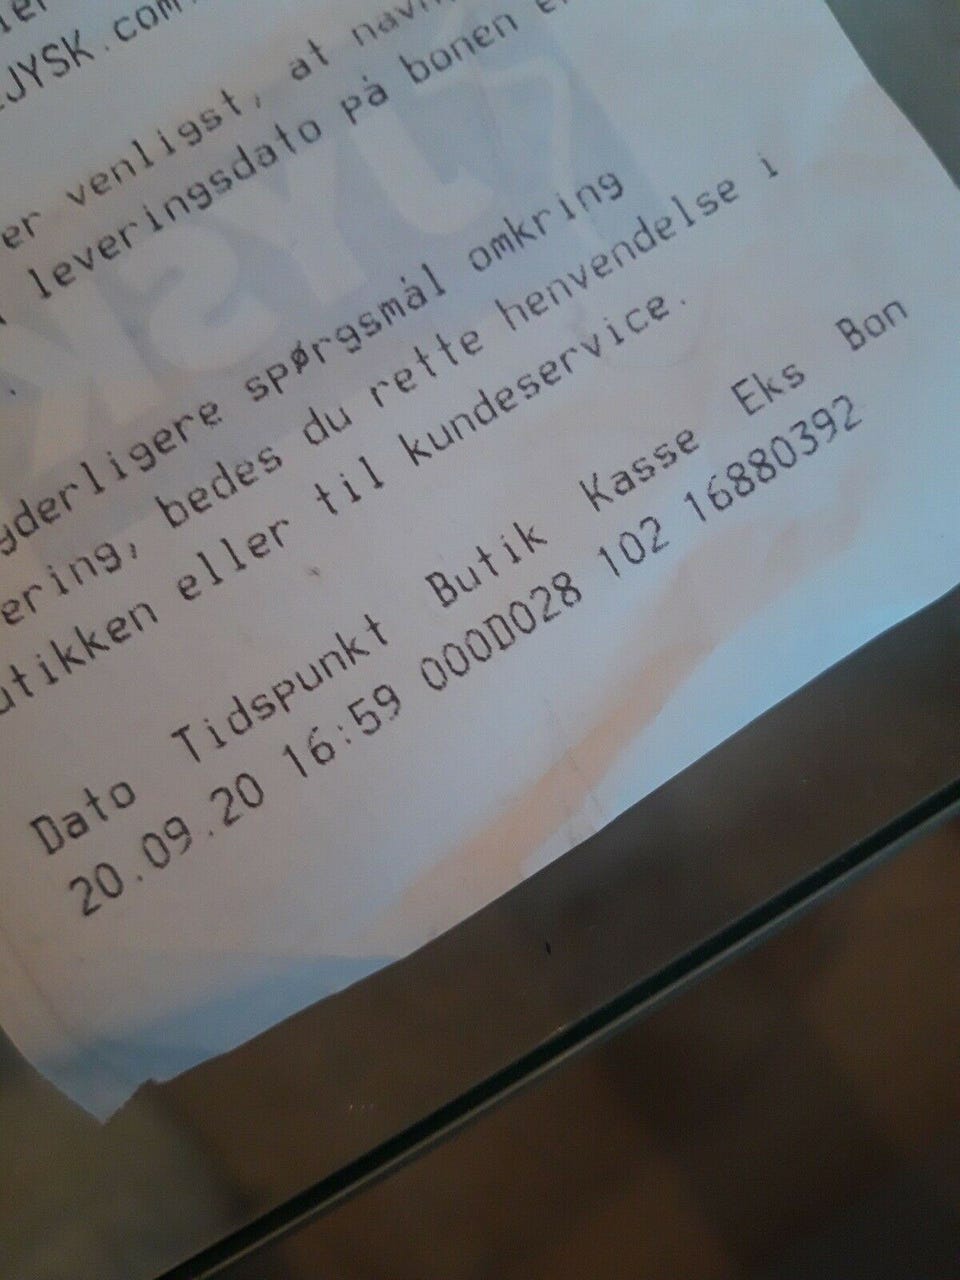 JYSK.com
venligst, at
leveringsdato på bonen
yderligere spørgsmål omkring
ering, bedes du rette henvendelse i
utikken eller til kundeservice.
Dato Tidspunkt Butik Kasse Eks Bon
20.09.20 16:59 000D028 102 16880392
JYSK